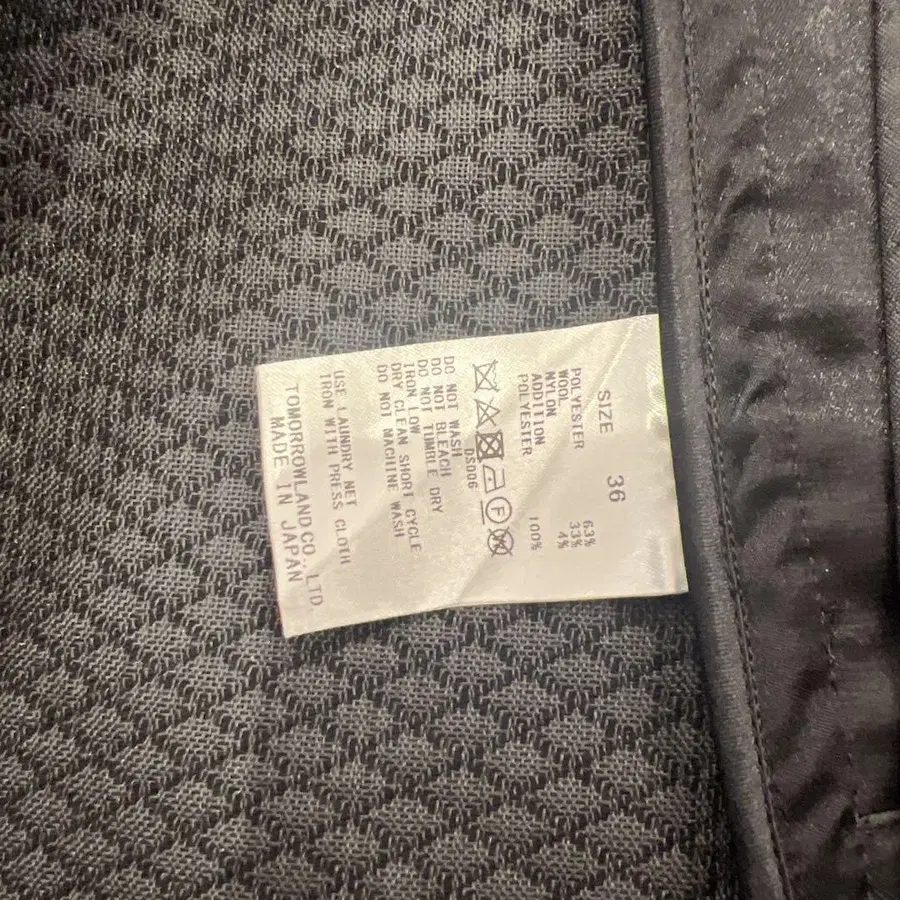 SIZE 36
POLYESTER 63%
WOOL 33%
NYLON 4%
ADDITION
POLYESTER 100%
F W
DS006
DO NOT WASH
DO NOT BLEACH
DO NOT TUMBLE DRY
IRON LOW
DRY CLEAN SHORT CYCLE
DO NOT MACHINE WASH
USE LAUNDRY NET
IRON WITH PRESS CLOTH
TOMORROWLAND CO., LTD
MADE IN JAPAN